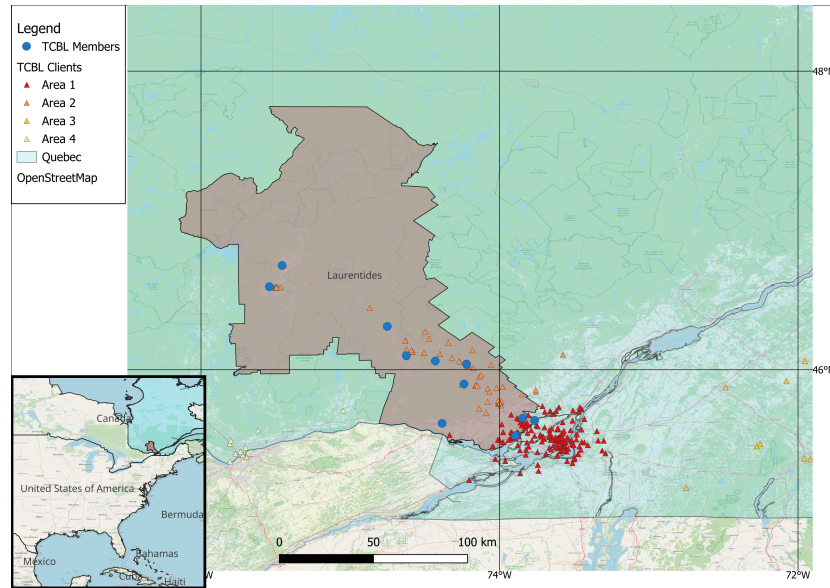 Legend
TCBL Members
TCBL Clients
Area 1
Area 2
Area 3
Area 4
Quebec
OpenStreetMap
48°N
Laurentides
46°N
Canada
United States of America
Bermuda
Bahamas
Mexico
Cuba
Haiti
0 50 100 km
W 74°W 72°W